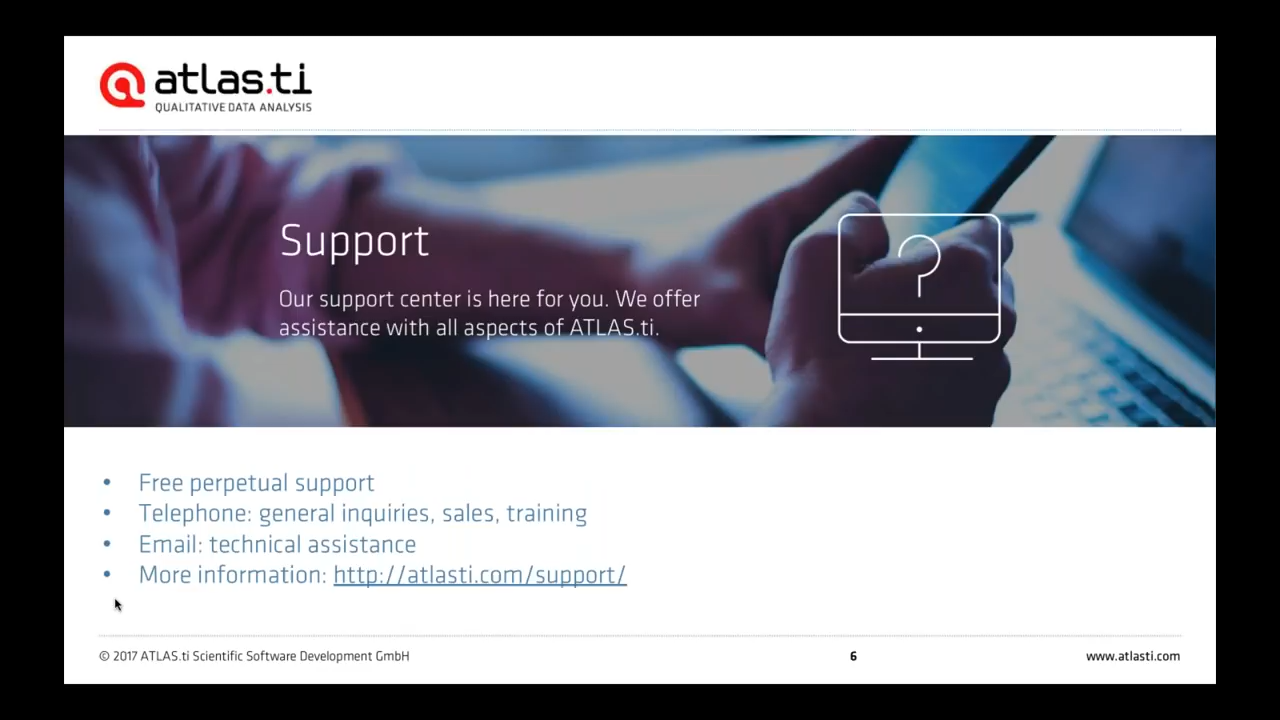 atlas.ti
QUALITATIVE DATA ANALYSIS
Support
Our support center is here for you. We offer
assistance with all aspects of ATLAS.ti.
• Free perpetual support
• Telephone: general inquiries, sales, training
• Email: technical assistance
• More information: http://atlasti.com/support/
© 2017 ATLAS.ti Scientific Software Development GmbH 6 www.atlasti.com